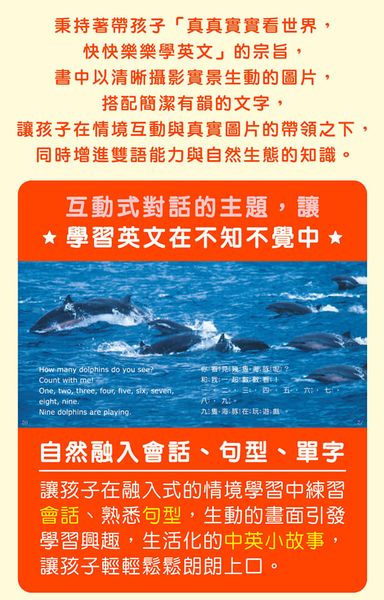 秉持著帶孩子「真真實實看世界，
快快樂樂學英文」的宗旨，
書中以清晰攝影實景生動的圖片，
搭配簡潔有韻的文字，
讓孩子在情境互動與真實圖片的帶領之下，
同時增進雙語能力與自然生態的知識。
互動式對話的主題，讓
★學習英文在不知不覺中★
How many dolphins do you see?
Count with me!
One, two, three, four, five, six, seven,
eight, nine.
Nine dolphins are playing.
你看見幾隻海豚呢？
和我一起數數看！
一，二，三，四，五，六，七，
八，九。
九隻海豚在玩遊戲
自然融入會話、句型、單字
讓孩子在融入式的情境學習中練習
會話、熟悉句型，生動的畫面引發
學習興趣，生活化的中英小故事，
讓孩子輕輕鬆鬆朗朗上口。